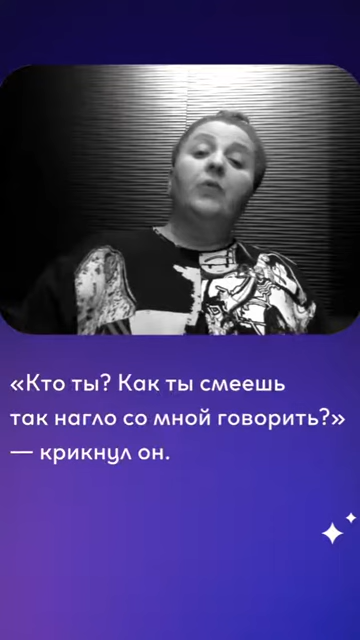 «Кто ты? Как ты смеешь
так нагло со мной говорить?»
— крикнул он.